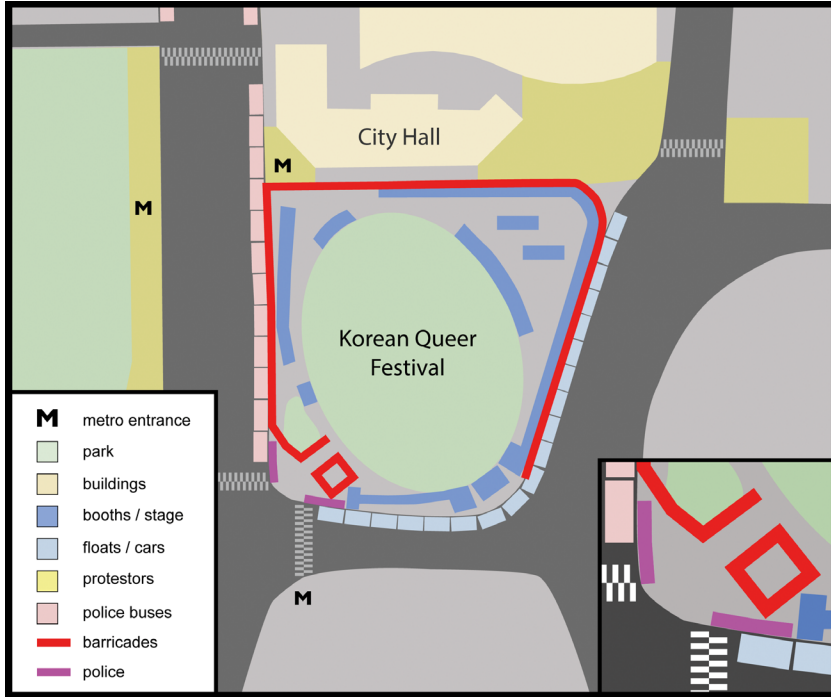 City Hall
M
M
Korean Queer
Festival
M
M metro entrance
park
buildings
booths / stage
floats / cars
protestors
police buses
barricades
police